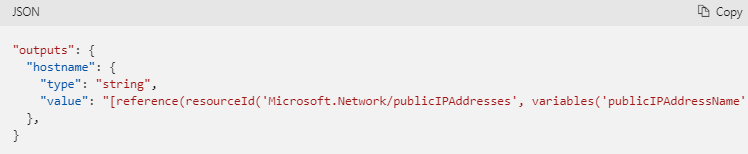 JSON
Copy
"outputs": {
  "hostname": {
    "type": "string",
    "value": "[reference(resourceId('Microsoft.Network/publicIPAddresses', variables('publicIPAddressName'
  },
}